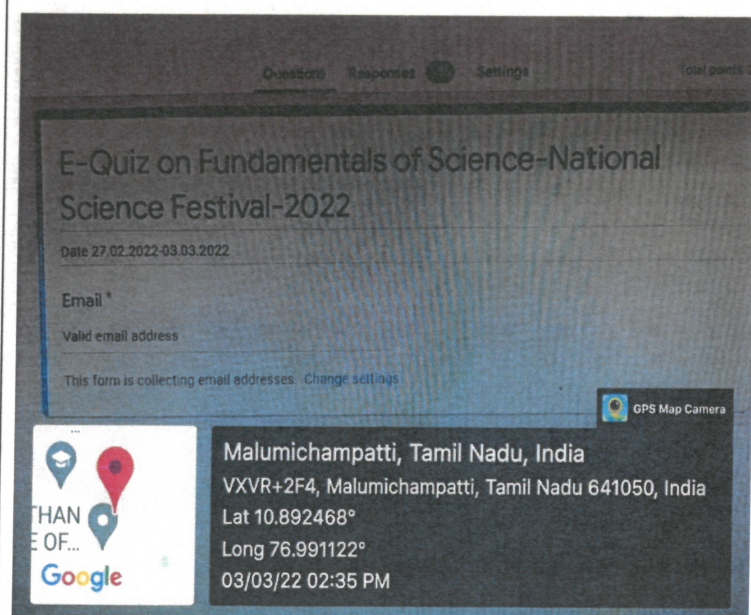 Questions Responses Settings Total points:
E-Quiz on Fundamentals of Science-National
Science Festival-2022
Date 27.02.2022-03.03.2022
Email *
Valid email address
This form is collecting email addresses. Change settings
GPS Map Camera
Malumichampatti, Tamil Nadu, India
VXVR+2F4, Malumichampatti, Tamil Nadu 641050, India
Lat 10.892468°
Long 76.991122°
03/03/22 02:35 PM
THAN
E OF...
Google